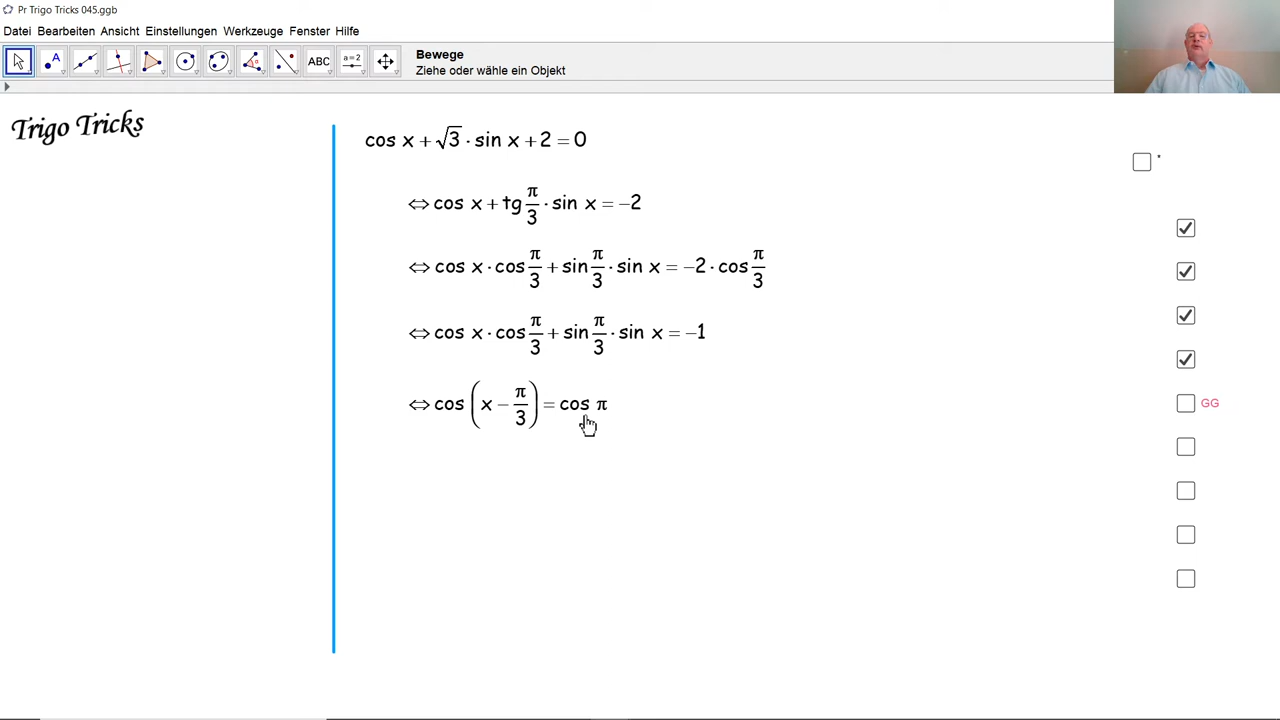 Pr Trigo Tricks 045.ggb
Datei Bearbeiten Ansicht Einstellungen Werkzeuge Fenster Hilfe
ABC a=2 Bewege
Ziehe oder wähle ein Objekt
Trigo Tricks
cos x + √3 · sin x + 2 = 0
⇔ cos x + tg π/3 · sin x = −2
⇔ cos x · cos π/3 + sin π/3 · sin x = −2 · cos π/3
⇔ cos x · cos π/3 + sin π/3 · sin x = −1
⇔ cos (x − π/3) = cos π
GG